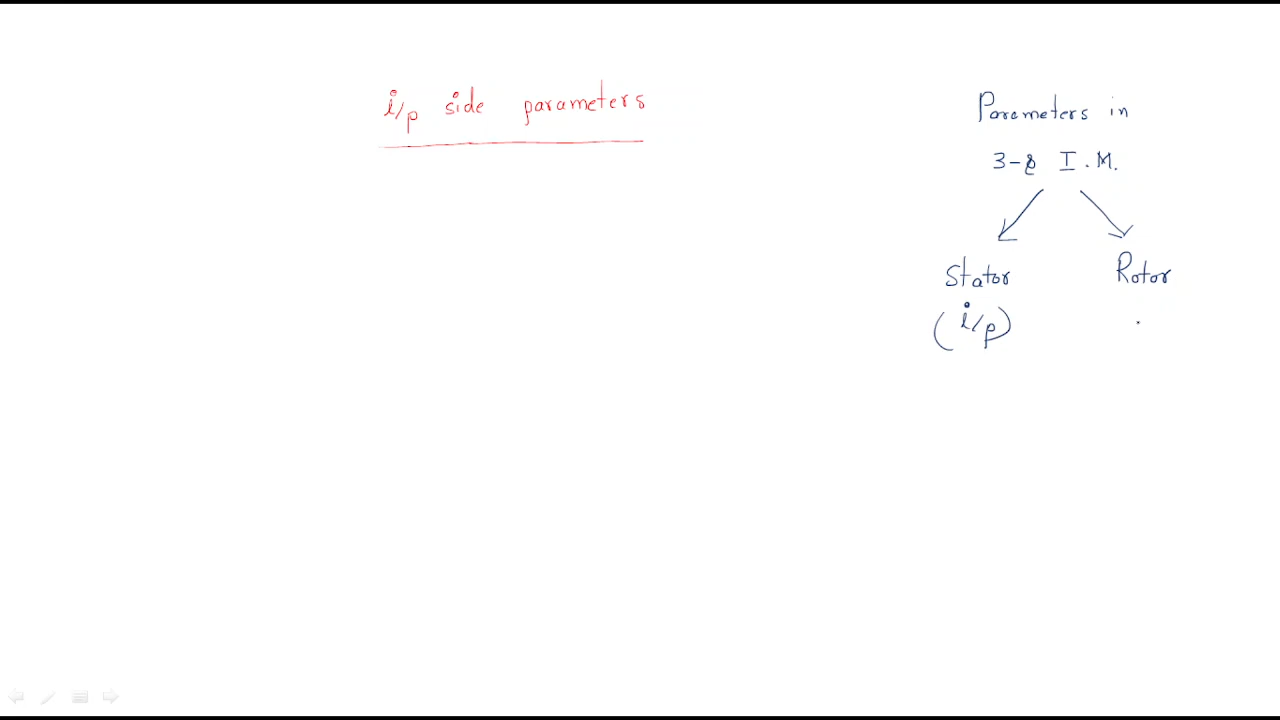 i/p side parameters
Parameters in
3-φ I.M.
Stator Rotor
(i/p)